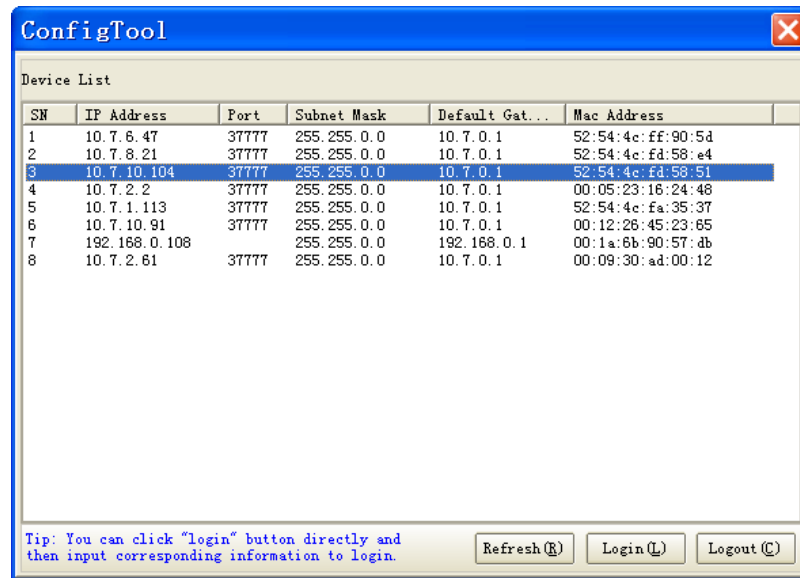 ConfigTool
Device List
SN IP Address Port Subnet Mask Default Gat... Mac Address
1 10.7.6.47 37777 255.255.0.0 10.7.0.1 52:54:4c:ff:90:5d
2 10.7.8.21 37777 255.255.0.0 10.7.0.1 52:54:4c:fd:58:e4
3 10.7.10.104 37777 255.255.0.0 10.7.0.1 52:54:4c:fd:58:51
4 10.7.2.2 37777 255.255.0.0 10.7.0.1 00:05:23:16:24:48
5 10.7.1.113 37777 255.255.0.0 10.7.0.1 52:54:4c:fa:35:37
6 10.7.10.91 37777 255.255.0.0 10.7.0.1 00:12:26:45:23:65
7 192.168.0.108 255.255.0.0 192.168.0.1 00:1a:6b:90:57:db
8 10.7.2.61 37777 255.255.0.0 10.7.0.1 00:09:30:ad:00:12
Tip: You can click "login" button directly and
then input corresponding information to login.
Refresh(R) Login(L) Logout(C)